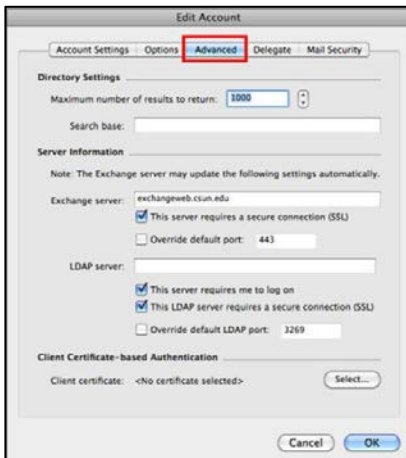 Edit Account
Account Settings Options Advanced Delegate Mail Security
Directory Settings
Maximum number of results to return: 1000
Search base:
Server Information
Note: The Exchange server may update the following settings automatically.
Exchange server: exchangeweb.csun.edu
This server requires a secure connection (SSL)
Override default port: 443
LDAP server:
This server requires me to log on
This LDAP server requires a secure connection (SSL)
Override default LDAP port: 3269
Client Certificate-based Authentication
Client certificate: <No certificate selected> Select...
Cancel OK